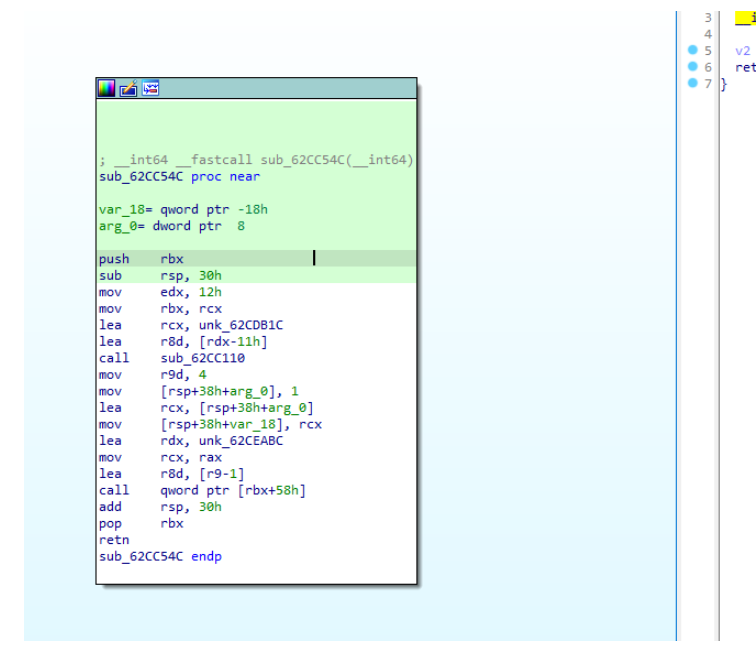 ; __int64 __fastcall sub_62CC54C(__int64)
sub_62CC54C proc near
var_18= qword ptr -18h
arg_0= dword ptr  8
push    rbx
sub     rsp, 30h
mov     edx, 12h
mov     rbx, rcx
lea     rcx, unk_62CDB1C
lea     r8d, [rdx-11h]
call    sub_62CC110
mov     r9d, 4
mov     [rsp+38h+arg_0], 1
lea     rcx, [rsp+38h+arg_0]
mov     [rsp+38h+var_18], rcx
lea     rdx, unk_62CEABC
mov     rcx, rax
lea     r8d, [r9-1]
call    qword ptr [rbx+58h]
add     rsp, 30h
pop     rbx
retn
sub_62CC54C endp
3 __i
4
5 v2
6 ret
7 }